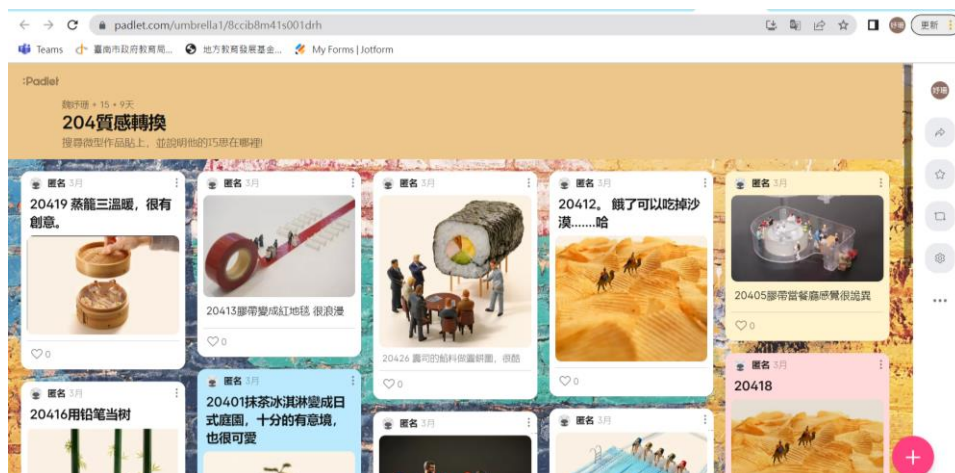 padlet.com/umbrella1/8ccib8m41s001drh
更新
Teams
臺南市政府教育局...
地方教育發展基金...
My Forms | Jotform
:Padlet
魏妤珊 + 15 • 9天
204質感轉換
搜尋微型作品貼上，並說明他的巧思在哪裡!
匿名 3月
20419 蒸籠三溫暖，很有
創意。
0
匿名 3月
20416用铅笔当树
匿名 3月
20413膠帶變成紅地毯 很浪漫
0
匿名 3月
20401抹茶冰淇淋變成日
式庭園，十分的有意境，
也很可愛
匿名 3月
20426 壽司的餡料做圓餅圖，很酷
0
匿名 3月
匿名 3月
20412。 餓了可以吃掉沙
漠.......哈
0
匿名 3月
匿名 3月
20405膠帶當餐廳感覺很詭異
0
匿名 3月
20418